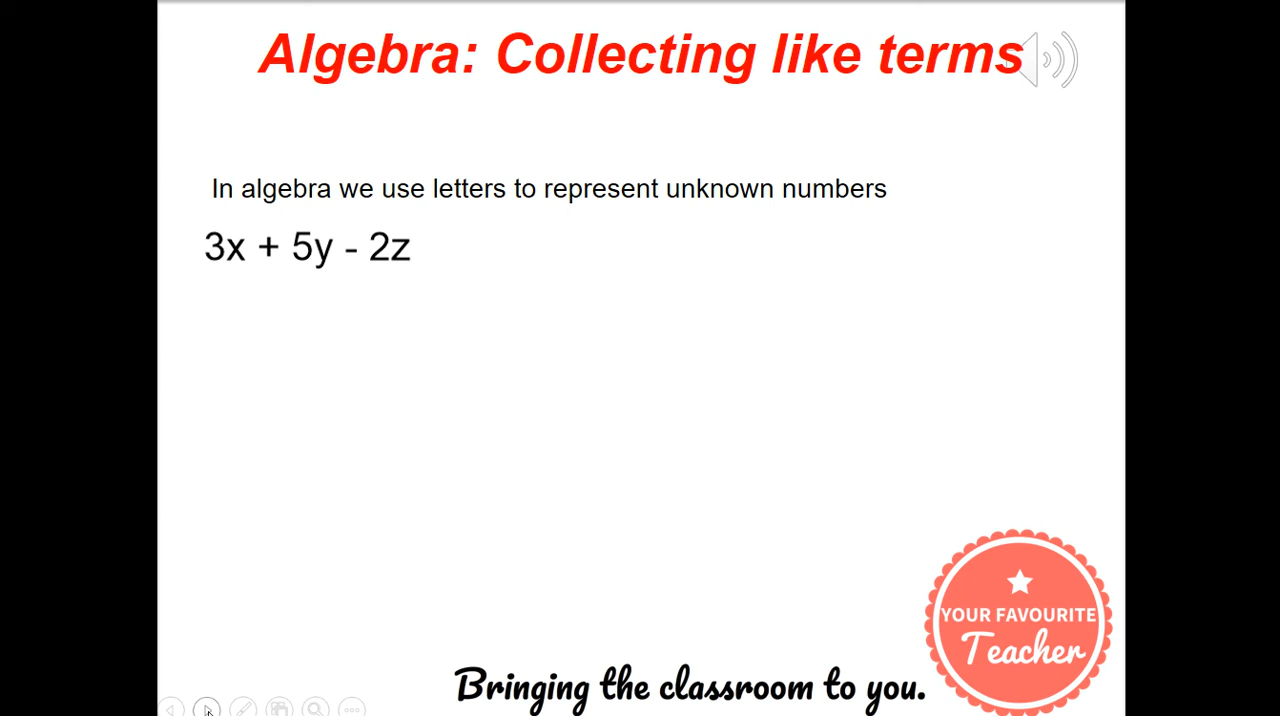 Algebra: Collecting like terms
In algebra we use letters to represent unknown numbers
3x + 5y - 2z
YOUR FAVOURITE
Teacher
Bringing the classroom to you.